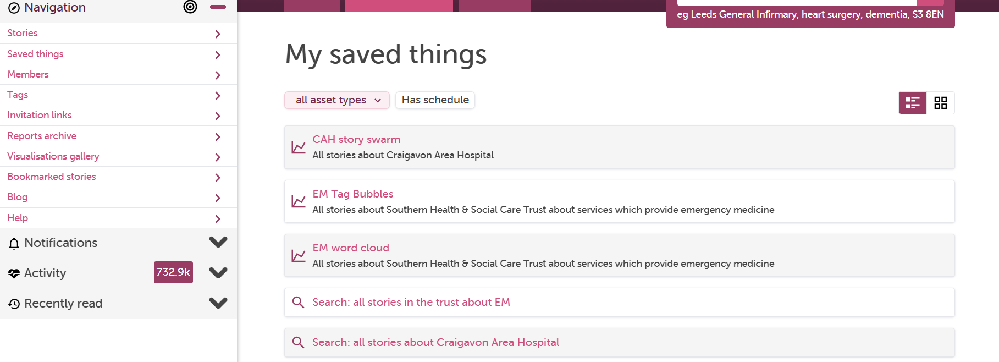 Navigation
Stories
Saved things
Members
Tags
Invitation links
Reports archive
Visualisations gallery
Bookmarked stories
Blog
Help
Notifications
Activity 732.9k
Recently read
eg Leeds General Infirmary, heart surgery, dementia, S3 8EN
My saved things
all asset types Has schedule
CAH story swarm
All stories about Craigavon Area Hospital
EM Tag Bubbles
All stories about Southern Health & Social Care Trust about services which provide emergency medicine
EM word cloud
All stories about Southern Health & Social Care Trust about services which provide emergency medicine
Search: all stories in the trust about EM
Search: all stories about Craigavon Area Hospital